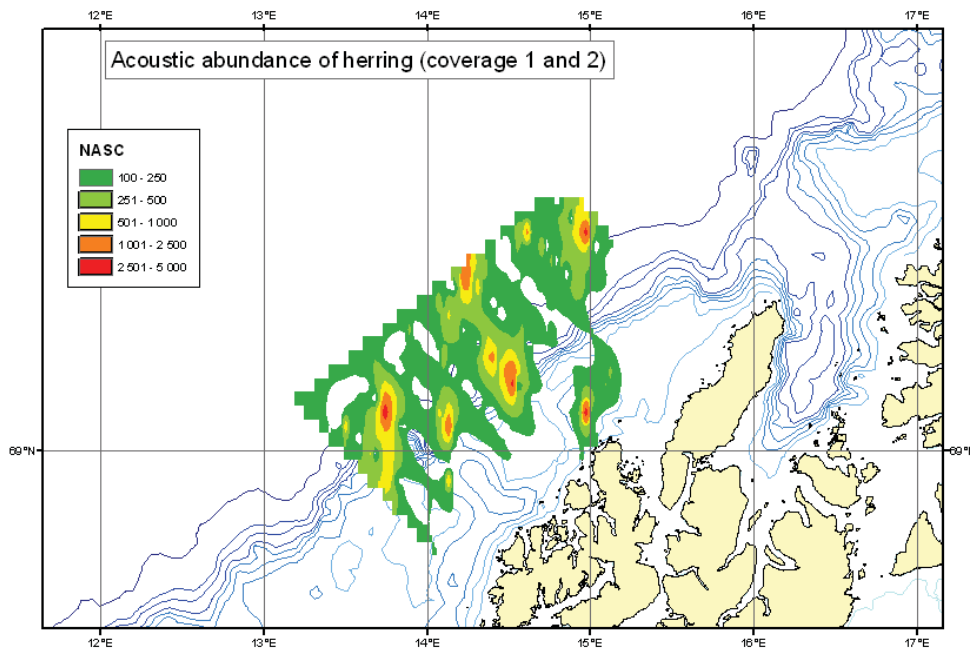 12°E 13°E 14°E 15°E 16°E 17°E
Acoustic abundance of herring (coverage 1 and 2)
NASC
100 - 250
251 - 500
501 - 1 000
1 001 - 2 500
2 501 - 5 000
69°N 69°N
12°E 13°E 14°E 15°E 16°E 17°E